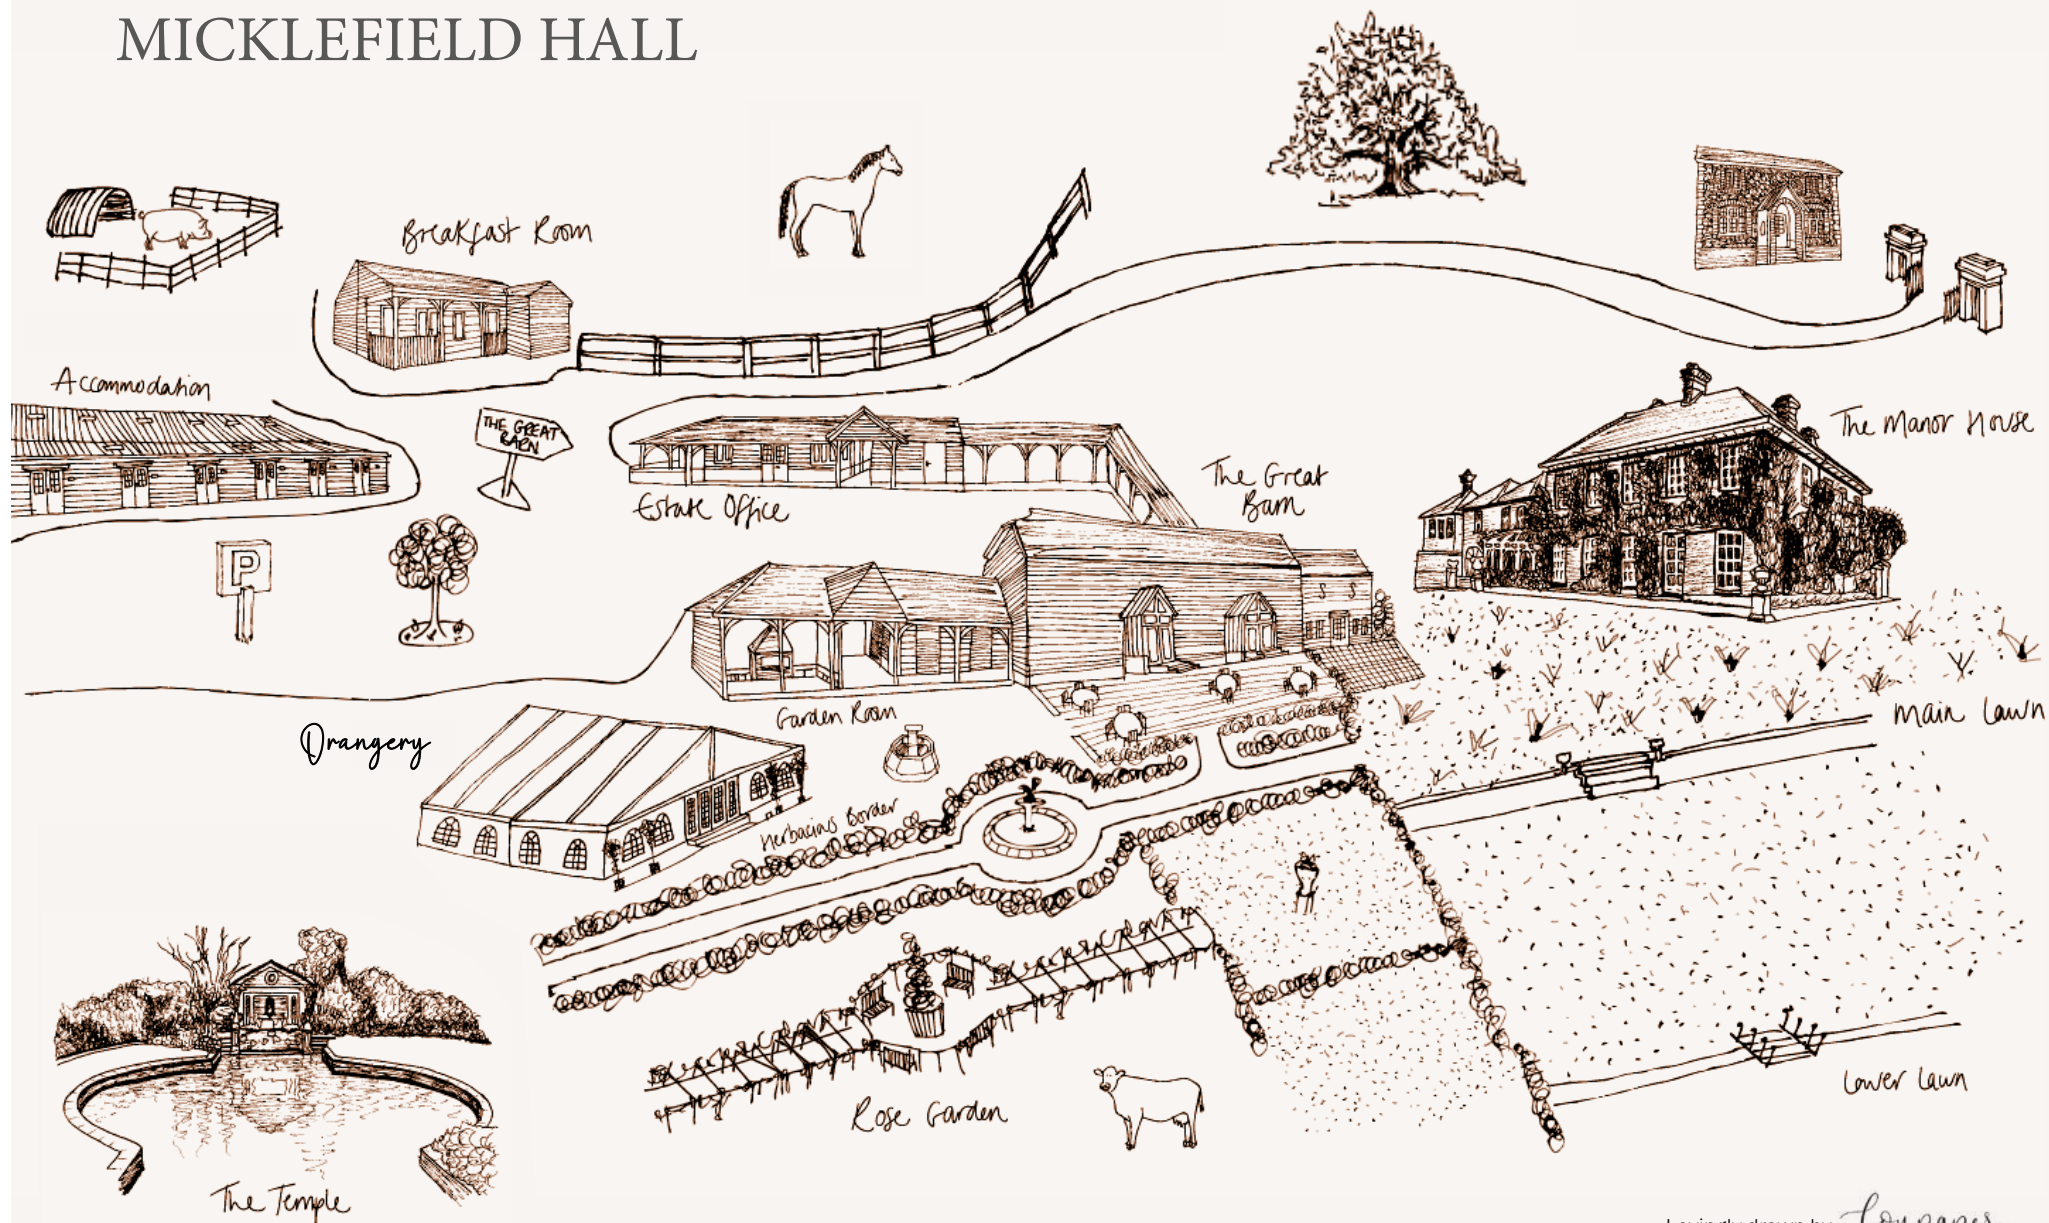 MICKLEFIELD HALL
Breakfast Room
Accommodation
THE GREAT
BARN
Estate Office
The Great
Barn
The Manor House
P
Main Lawn
Garden Room
Orangery
Herbacius Border
Rose Garden
Lower Lawn
The Temple